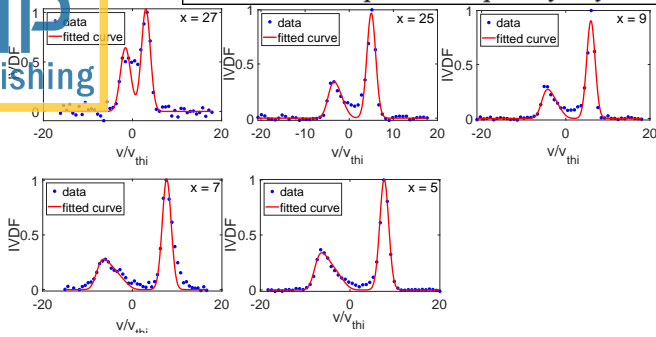 ishing
1
data
fitted curve
x = 27
IVDF
0.5
0
-20
0
20
v/v_thi
1
data
fitted curve
x = 25
IVDF
0.5
0
-20
-10
0
10
20
v/v_thi
1
data
fitted curve
x = 9
IVDF
0.5
0
-20
0
20
v/v_thi
1
data
fitted curve
x = 7
IVDF
0.5
0
-20
0
20
v/v_thi
1
data
fitted curve
x = 5
IVDF
0.5
0
-20
0
20
v/v_thi